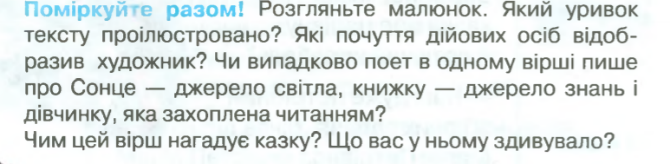 Поміркуйте разом! Розгляньте малюнок. Який уривок
тексту проілюстровано? Які почуття дійових осіб відоб-
разив художник? Чи випадково поет в одному вірші пише
про Сонце — джерело світла, книжку — джерело знань і
дівчинку, яка захоплена читанням?
Чим цей вірш нагадує казку? Що вас у ньому здивувало?